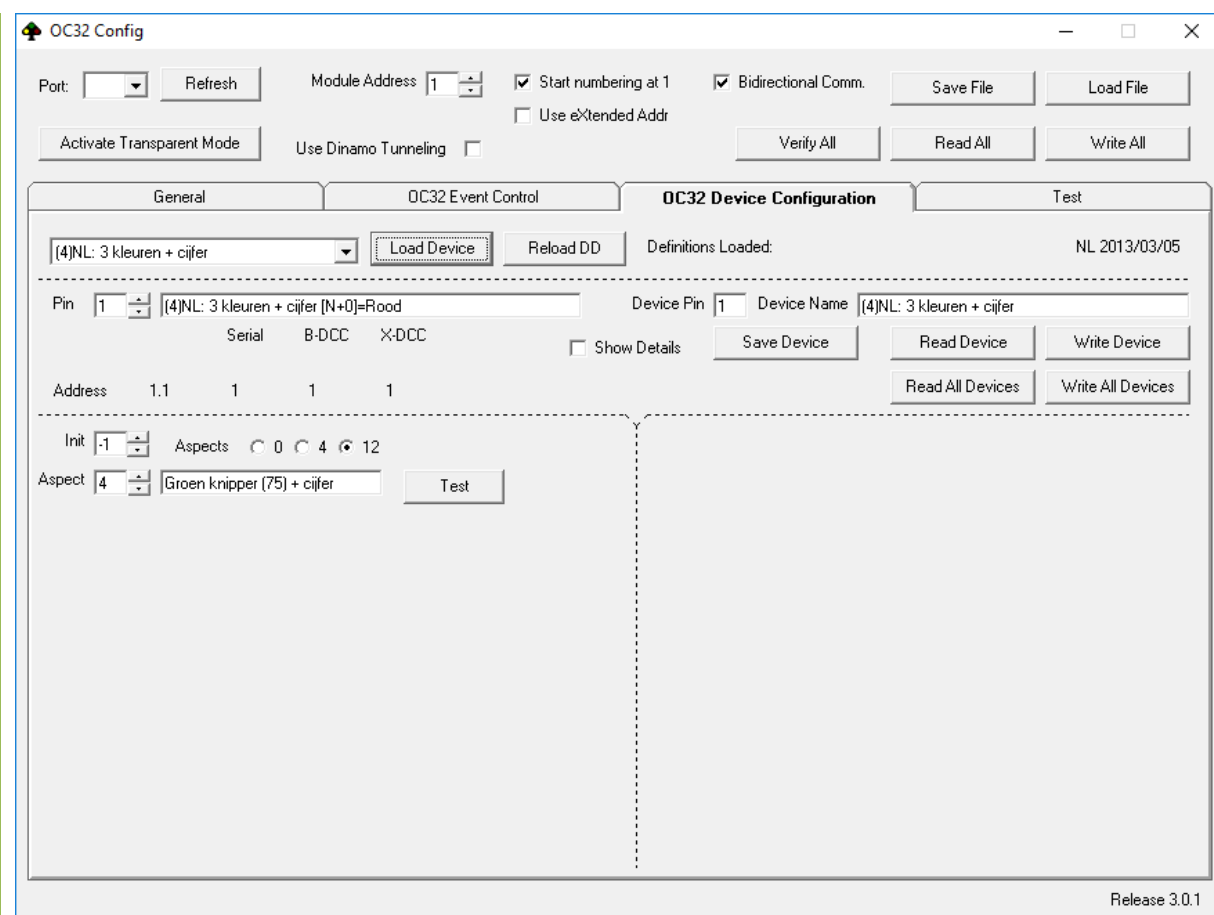 OC32 Config
Port: Refresh Module Address 1 Start numbering at 1 Bidirectional Comm. Save File Load File
Use eXtended Addr
Activate Transparent Mode Use Dinamo Tunneling Verify All Read All Write All
General OC32 Event Control OC32 Device Configuration Test
(4)NL: 3 kleuren + cijfer Load Device Reload DD Definitions Loaded: NL 2013/03/05
Pin 1 (4)NL: 3 kleuren + cijfer [N+0]=Rood Device Pin 1 Device Name (4)NL: 3 kleuren + cijfer
Serial B-DCC X-DCC Show Details Save Device Read Device Write Device
Address 1.1 1 1 1 Read All Devices Write All Devices
Init -1 Aspects 0 4 12
Aspect 4 Groen knipper (75) + cijfer Test
Release 3.0.1